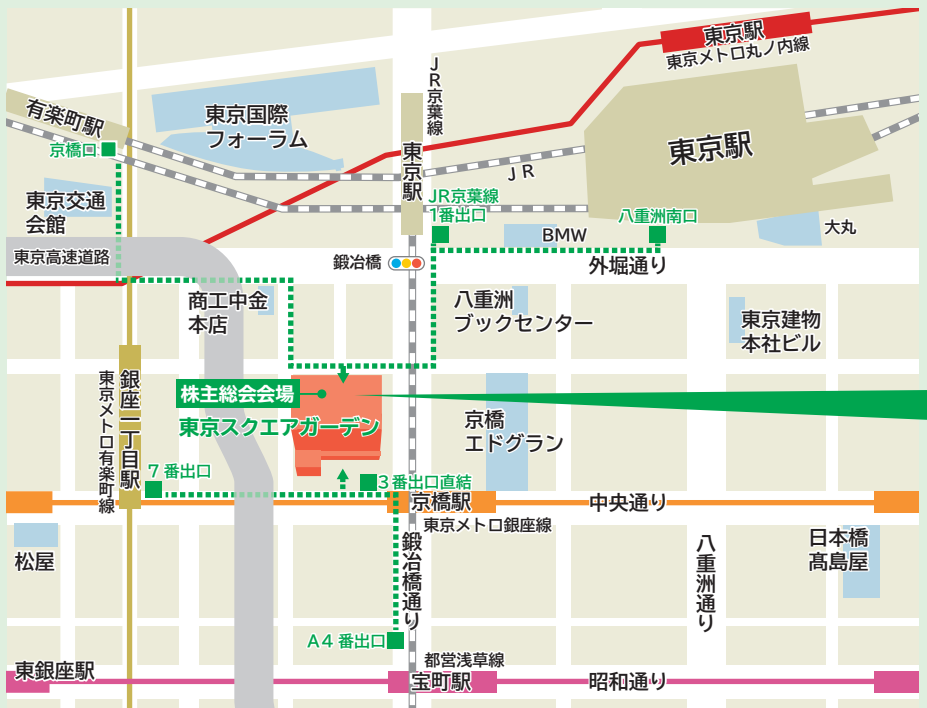 東京駅
東京メトロ丸ノ内線
JR京葉線
有楽町駅
東京国際
フォーラム
京橋口
東京駅
東京駅
JR
東京交通
会館
JR京葉線
1番出口
八重洲南口
BMW
大丸
東京高速道路
鍛冶橋
外堀通り
商工中金
本店
八重洲
ブックセンター
東京建物
本社ビル
銀座一丁目駅
東京メトロ有楽町線
株主総会会場
東京スクエアガーデン
京橋
エドグラン
7番出口
3番出口直結
京橋駅
中央通り
東京メトロ銀座線
松屋
鍛冶橋通り
八重洲通り
日本橋
髙島屋
A4番出口
東銀座駅
都営浅草線
宝町駅
昭和通り